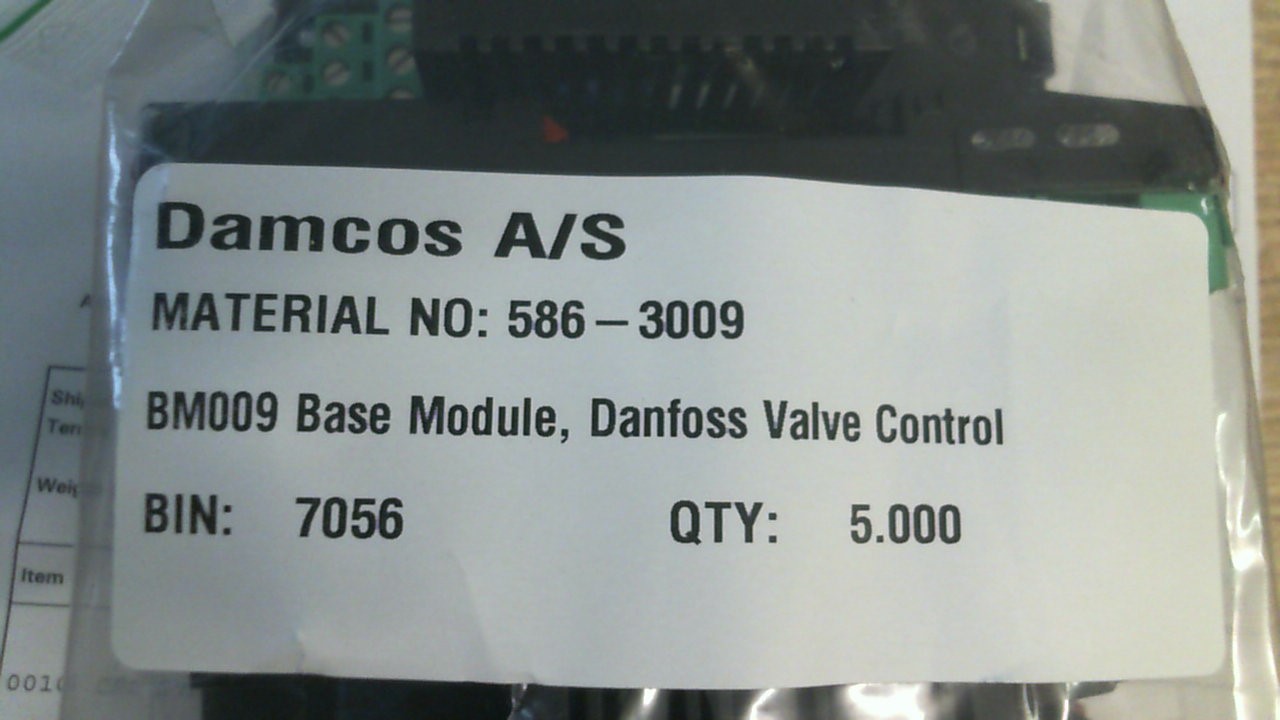 Damcos A/S
MATERIAL NO: 586-3009
BM009 Base Module, Danfoss Valve Control
BIN: 7056 QTY: 5.000
Item